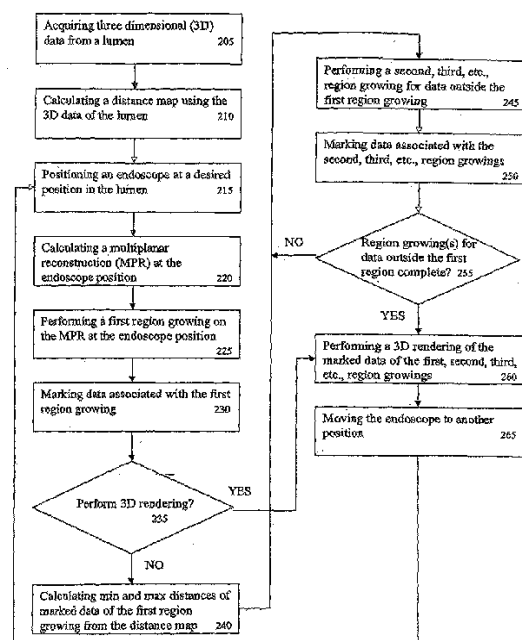 Acquiring three dimensional (3D)
data from a lumen
205
Calculating a distance map using the
3D data of the lumen
210
Positioning an endoscope at a desired
position in the lumen
215
Calculating a multiplanar
reconstruction (MPR) at the
endoscope position
220
Performing a first region growing on
the MPR at the endoscope position
225
Marking data associated with the first
region growing
230
Perform 3D rendering?
235
YES
NO
Calculating min and max distances of
marked data of the first region
growing from the distance map
240
Performing a second, third, etc.,
region growing for data outside the
first region growing
245
Marking data associated with the
second, third, etc., region growings
250
Region growing(s) for
data outside the first
region complete? 255
NO
YES
Performing a 3D rendering of the
marked data of the first, second, third,
etc., region growings
260
Moving the endoscope to another
position
265